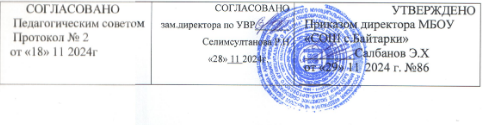 СОГЛАСОВАНО
Педагогическим советом
Протокол № 2
от «18» 11 2024г
СОГЛАСОВАНО
зам.директора по УВР
Селимсултанова Р.Н
«28» 11 2024г
УТВЕРЖДЕНО
Приказом директора МБОУ
«СОШ с.Байтарки»
Салбанов Э.Х
от «29» 11 2024 г. №86